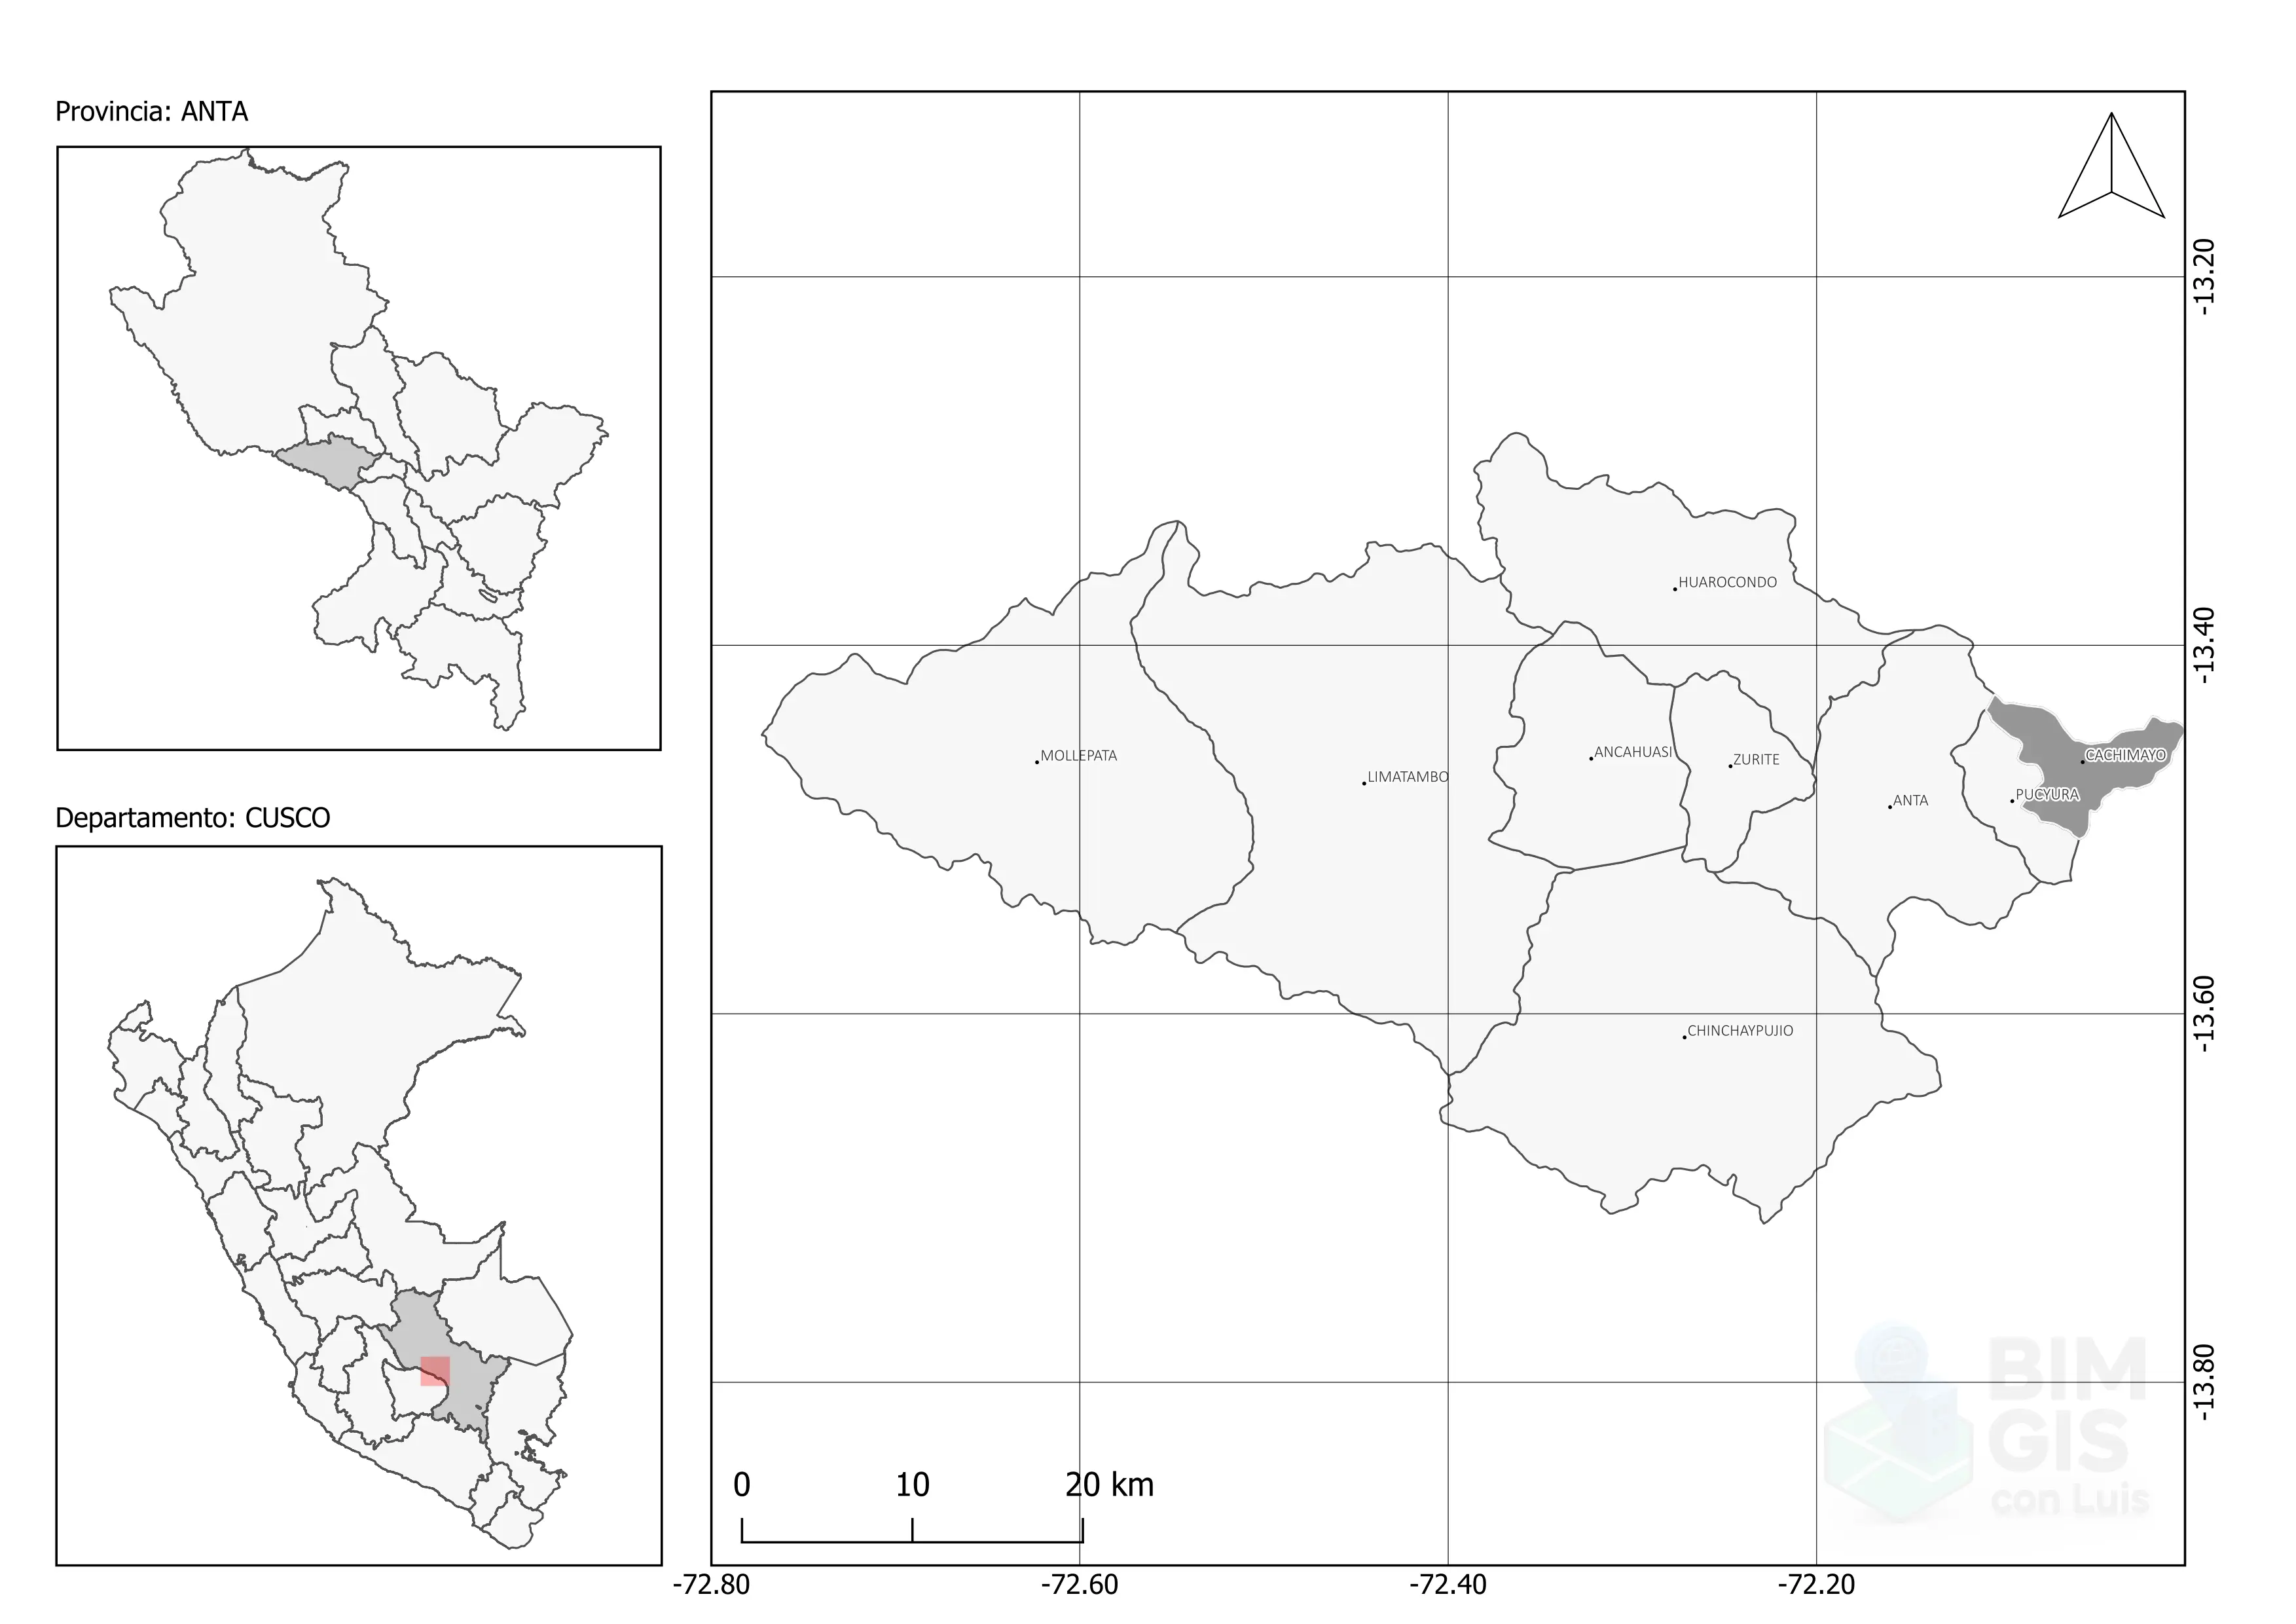 Provincia: ANTA
Departamento: CUSCO
-13.20
-13.40
-13.60
-13.80
HUAROCONDO
MOLLEPATA
LIMATAMBO
ANCAHUASI
ZURITE
ANTA
PUCYURA
CACHIMAYO
CHINCHAYPUJIO
BIM
GIS
con Luis
0 10 20 km
-72.80 -72.60 -72.40 -72.20